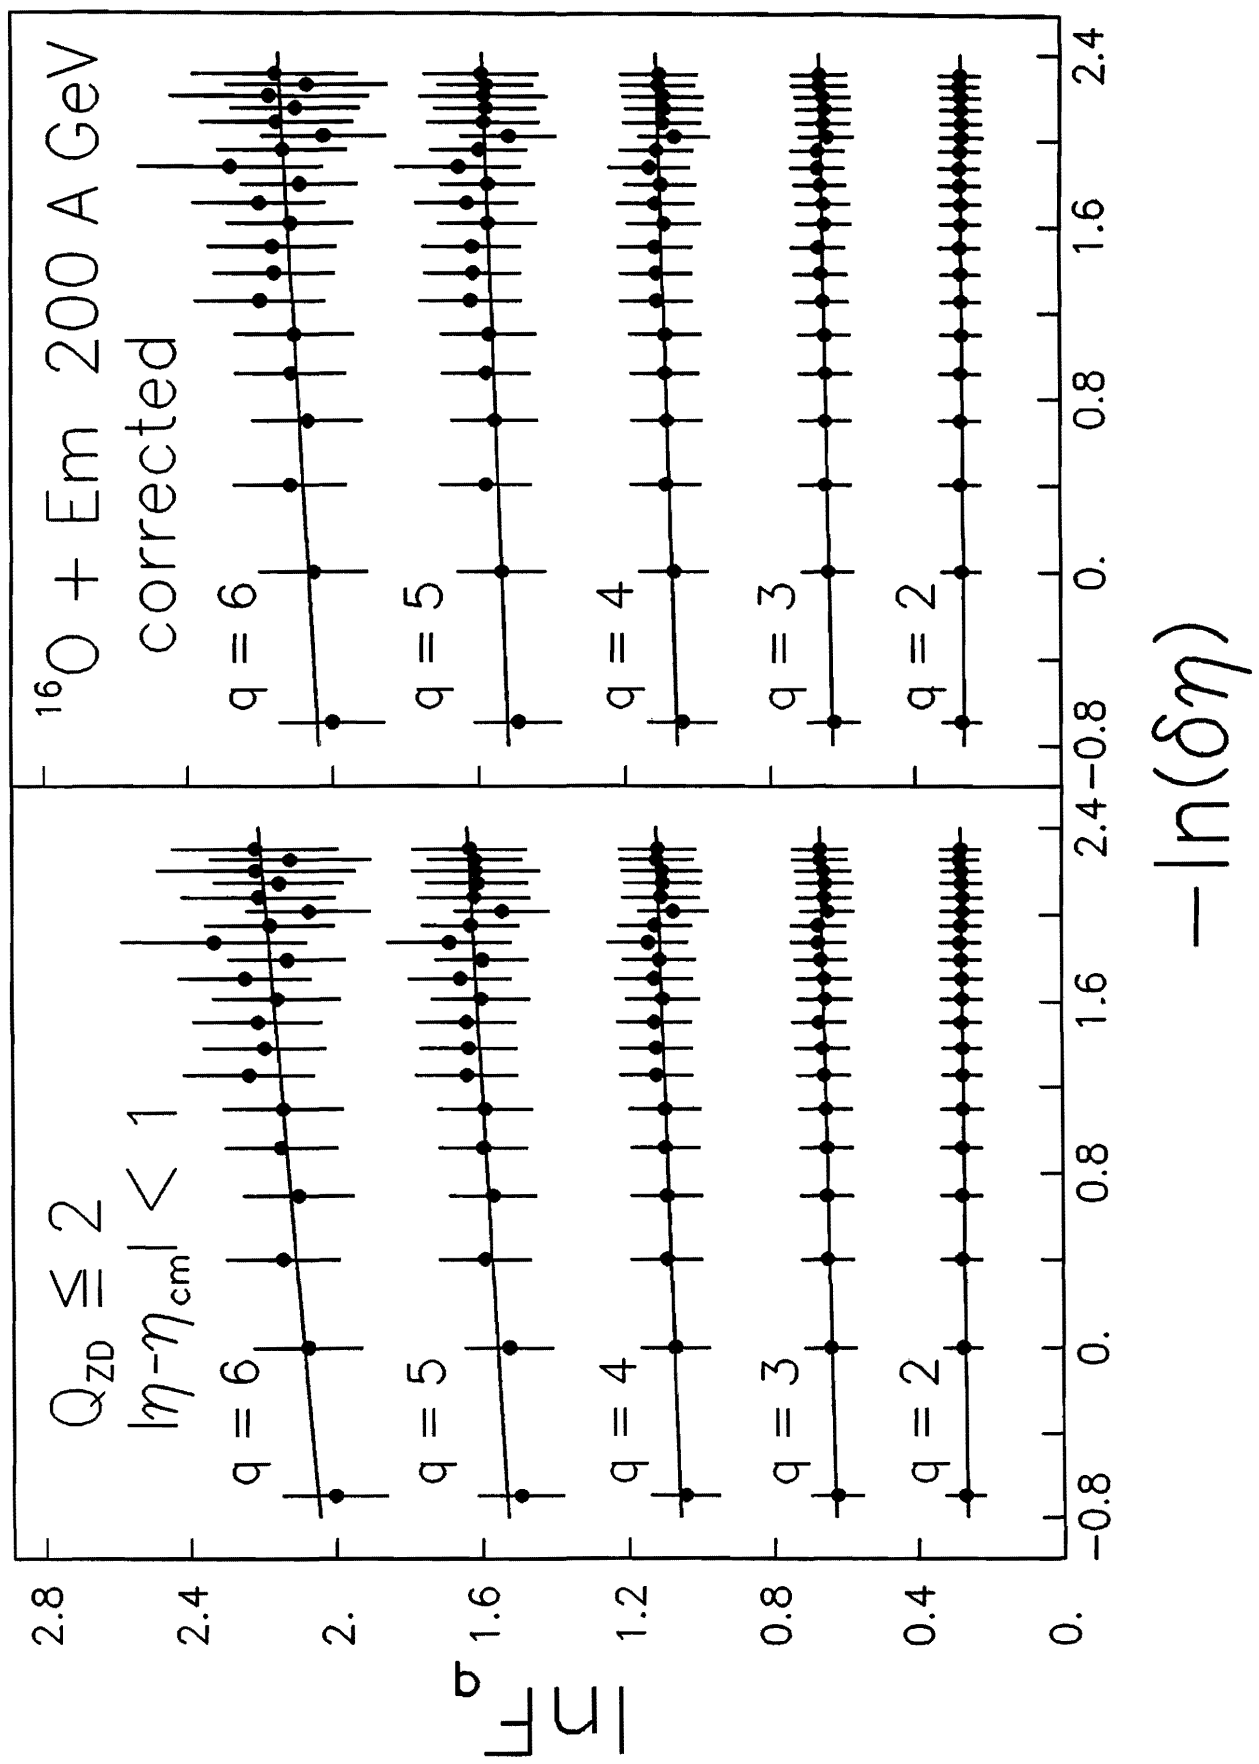 Q_ZD ≦ 2
|η-η_cm| < 1
q = 6
q = 5
q = 4
q = 3
q = 2
¹⁶O + Em 200 A GeV
corrected
q = 6
q = 5
q = 4
q = 3
q = 2
ln F_q
2.8
2.4
2.
1.6
1.2
0.8
0.4
0.
-0.8 0. 0.8 1.6 2.4
-0.8 0. 0.8 1.6 2.4
-ln(δη)